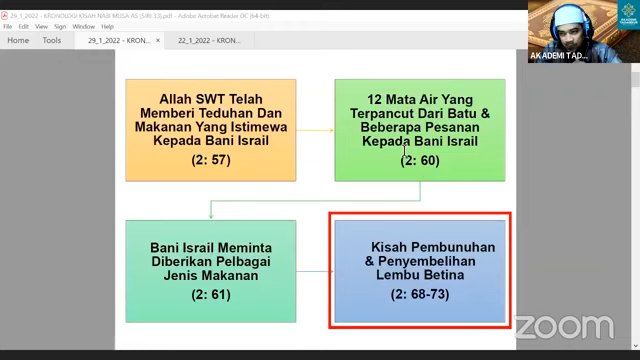 29_1_2022 - KRONOLOGI KISAH NABI MUSA AS (SIRI 33).pdf - Adobe Acrobat Reader DC (64-bit)
File Edit View Sign Window Help
Home Tools 29_1_2022 - KRON... × 22_1_2022 - KRON...
AKADEMI TAD...
Allah SWT Telah
Memberi Teduhan Dan
Makanan Yang Istimewa
Kepada Bani Israil
(2: 57)
12 Mata Air Yang
Terpancut Dari Batu &
Beberapa Pesanan
Kepada Bani Israil
(2: 60)
Bani Israil Meminta
Diberikan Pelbagai
Jenis Makanan
(2: 61)
Kisah Pembunuhan
& Penyembelihan
Lembu Betina
(2: 68-73)
zoom